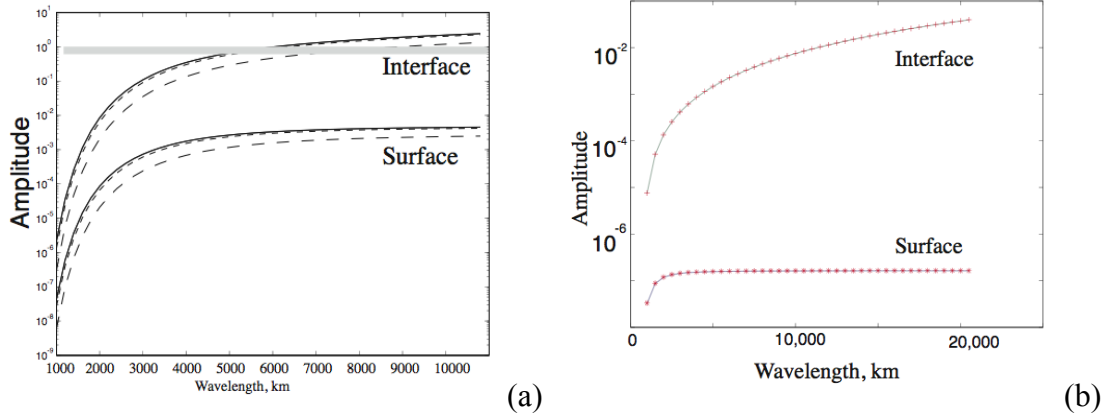 Amplitude
10^1
10^0
10^-1
10^-2
10^-3
10^-4
10^-5
10^-6
10^-7
10^-8
10^-9
Interface
Surface
1000 2000 3000 4000 5000 6000 7000 8000 9000 10000
Wavelength, km
(a)
Amplitude
10^-2
10^-4
10^-6
Interface
Surface
0 10,000 20,000
Wavelength, km
(b)